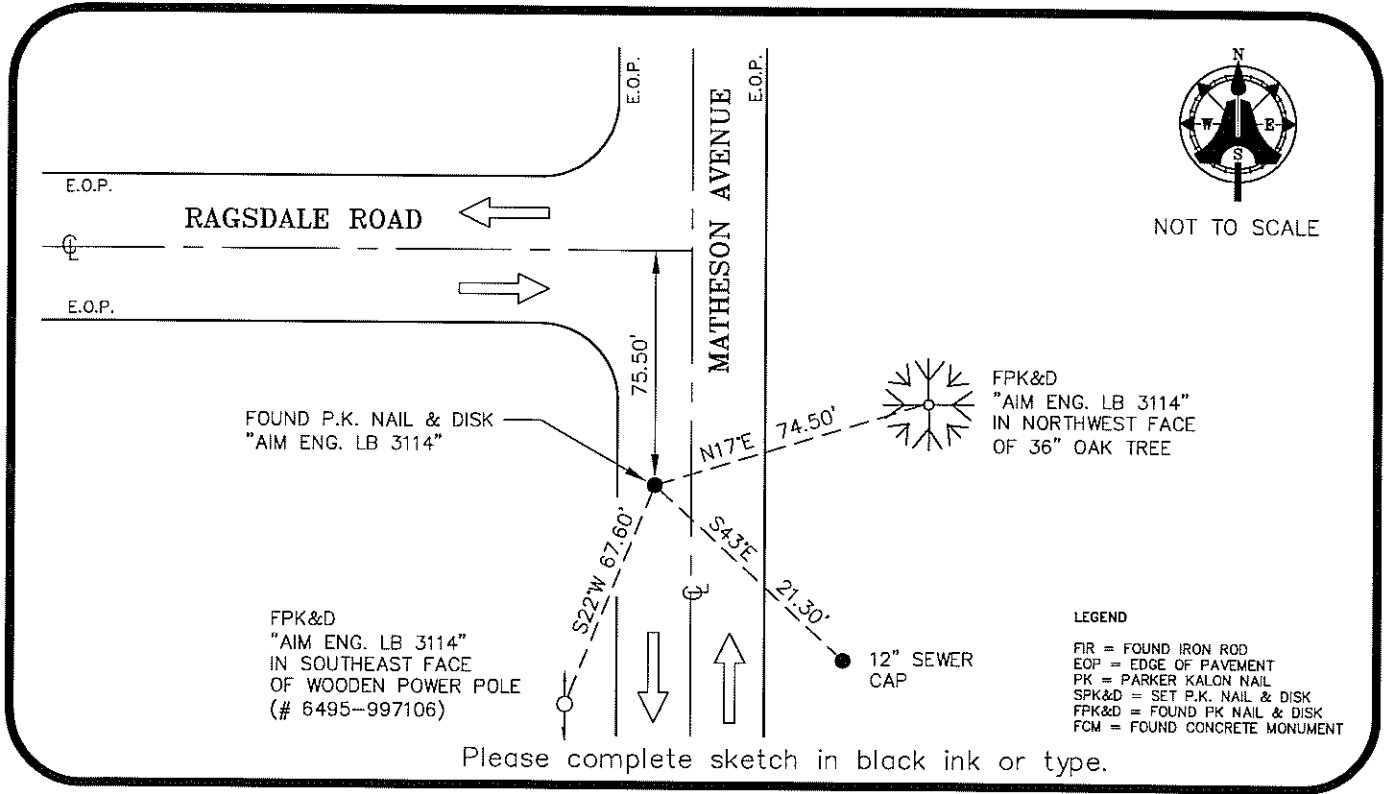 E.O.P.
E.O.P.
N
W E
S
NOT TO SCALE
E.O.P.
RAGSDALE ROAD
MATHESON AVENUE
℄
E.O.P.
75.50'
FOUND P.K. NAIL & DISK
"AIM ENG. LB 3114"
N17°E 74.50'
FPK&D
"AIM ENG. LB 3114"
IN NORTHWEST FACE
OF 36" OAK TREE
S22°W 67.60'
S43°E 21.30'
℄
FPK&D
"AIM ENG. LB 3114"
IN SOUTHEAST FACE
OF WOODEN POWER POLE
(# 6495-997106)
12" SEWER
CAP
LEGEND
FIR = FOUND IRON ROD
EOP = EDGE OF PAVEMENT
PK = PARKER KALON NAIL
SPK&D = SET P.K. NAIL & DISK
FPK&D = FOUND PK NAIL & DISK
FCM = FOUND CONCRETE MONUMENT
Please complete sketch in black ink or type.